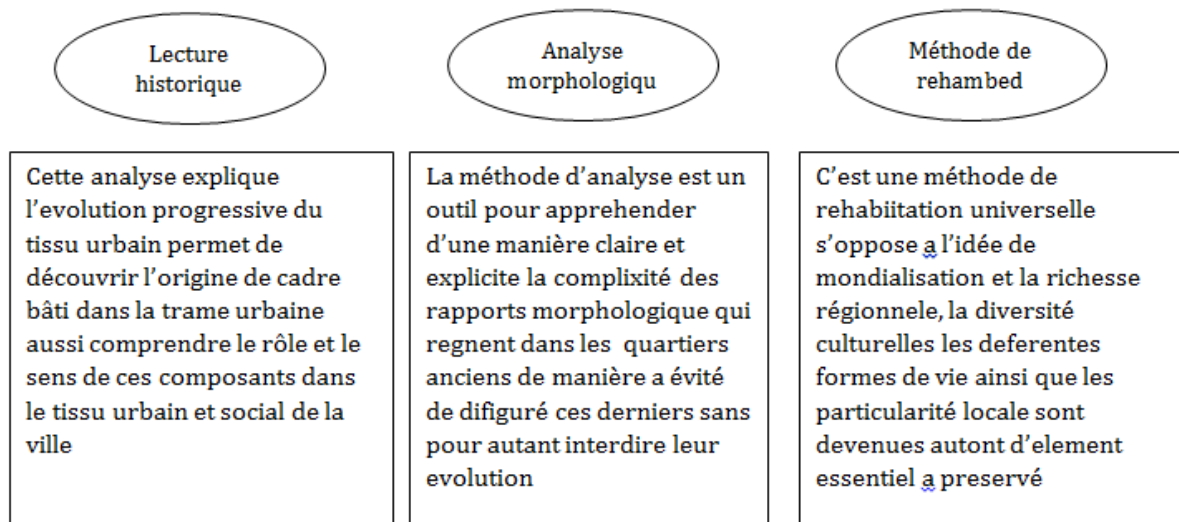 Lecture
historique
Analyse
morphologiqu
Méthode de
rehambed
Cette analyse explique
l’evolution progressive du
tissu urbain permet de
découvrir l’origine de cadre
bâti dans la trame urbaine
aussi comprendre le rôle et le
sens de ces composants dans
le tissu urbain et social de la
ville
La méthode d’analyse est un
outil pour apprehender
d’une manière claire et
explicite la complixité des
rapports morphologique qui
regnent dans les quartiers
anciens de manière a évité
de difiguré ces derniers sans
pour autant interdire leur
evolution
C’est une méthode de
rehabiitation universelle
s’oppose a l’idée de
mondialisation et la richesse
régionnele, la diversité
culturelles les deferentes
formes de vie ainsi que les
particularité locale sont
devenues autont d’element
essentiel a preservé